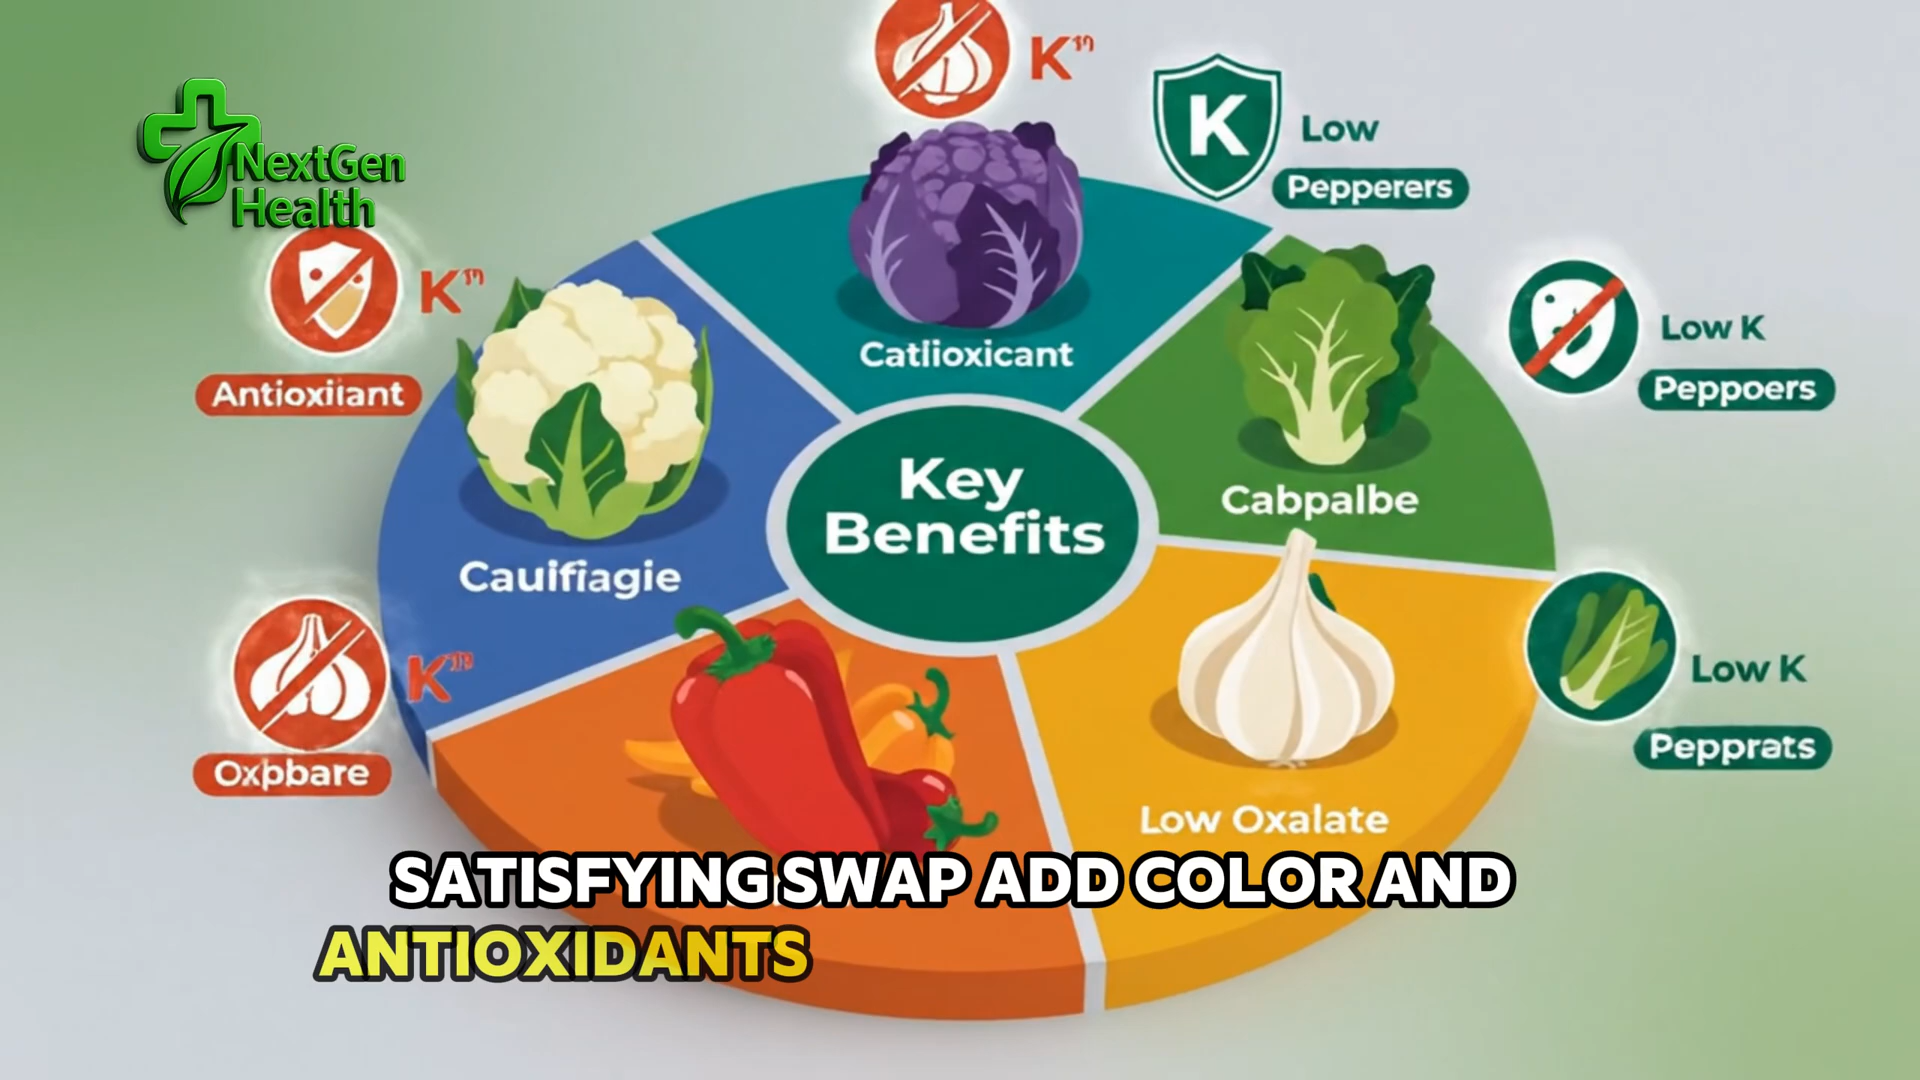 K
NextGen
Health
K
Low
Pepperers
K
Antioxiiant
Catlioxicant
Low K
Peppoers
Key
Benefits
Cabpalbe
Cauifiagie
K
Oxpbare
Low K
Pepprats
Low Oxalate
SATISFYING SWAP ADD COLOR AND
ANTIOXIDANTS